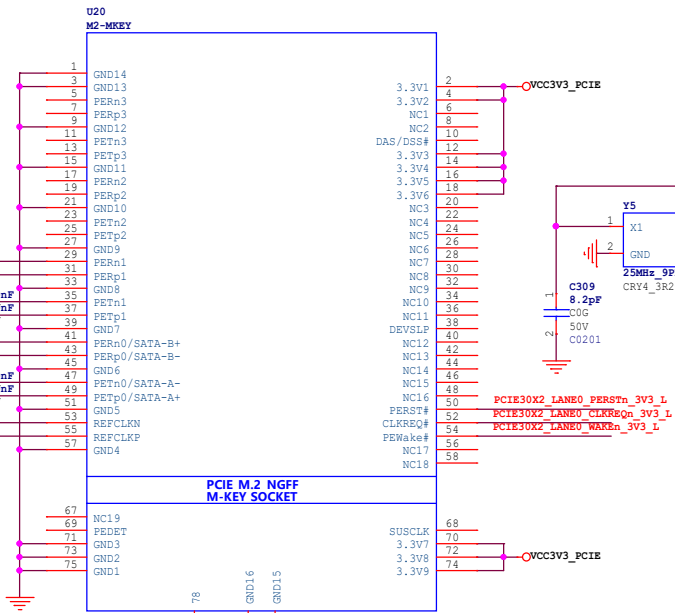 U20
M2-MKEY
1 GND14
3 GND13
5 PERn3
7 PERp3
9 GND12
11 PETn3
13 PETp3
15 GND11
17 PERn2
19 PERp2
21 GND10
23 PETn2
25 PETp2
27 GND9
29 PERn1
31 PERp1
33 GND8
nF 35 PETn1
nF 37 PETp1
39 GND7
41 PERn0/SATA-B+
43 PERp0/SATA-B-
45 GND6
nF 47 PETn0/SATA-A-
nF 49 PETp0/SATA-A+
51 GND5
53 REFCLKN
55 REFCLKP
57 GND4
3.3V1 2 VCC3V3_PCIE
3.3V2 4
NC1 6
NC2 8
DAS/DSS# 10
3.3V3 12
3.3V4 14
3.3V5 16
3.3V6 18
NC3 20
NC4 22
NC5 24
NC6 26
NC7 28
NC8 30
NC9 32
NC10 34
NC11 36
DEVSLP 38
NC12 40
NC13 42
NC14 44
NC15 46
NC16 48
PERST# 50 PCIE30X2_LANE0_PERSTn_3V3_L
CLKREQ# 52 PCIE30X2_LANE0_CLKREQn_3V3_L
PEWake# 54 PCIE30X2_LANE0_WAKEn_3V3_L
NC17 56
NC18 58
PCIE M.2 NGFF
M-KEY SOCKET
67 NC19
69 PEDET
71 GND3
73 GND2
75 GND1
SUSCLK 68
3.3V7 70
3.3V8 72 VCC3V3_PCIE
3.3V9 74
78
GND16
GND15
Y5
1 X1
2 GND
25MHz_9P
CRY4_3R2
1
2
C309
8.2pF
C0G
50V
C0201